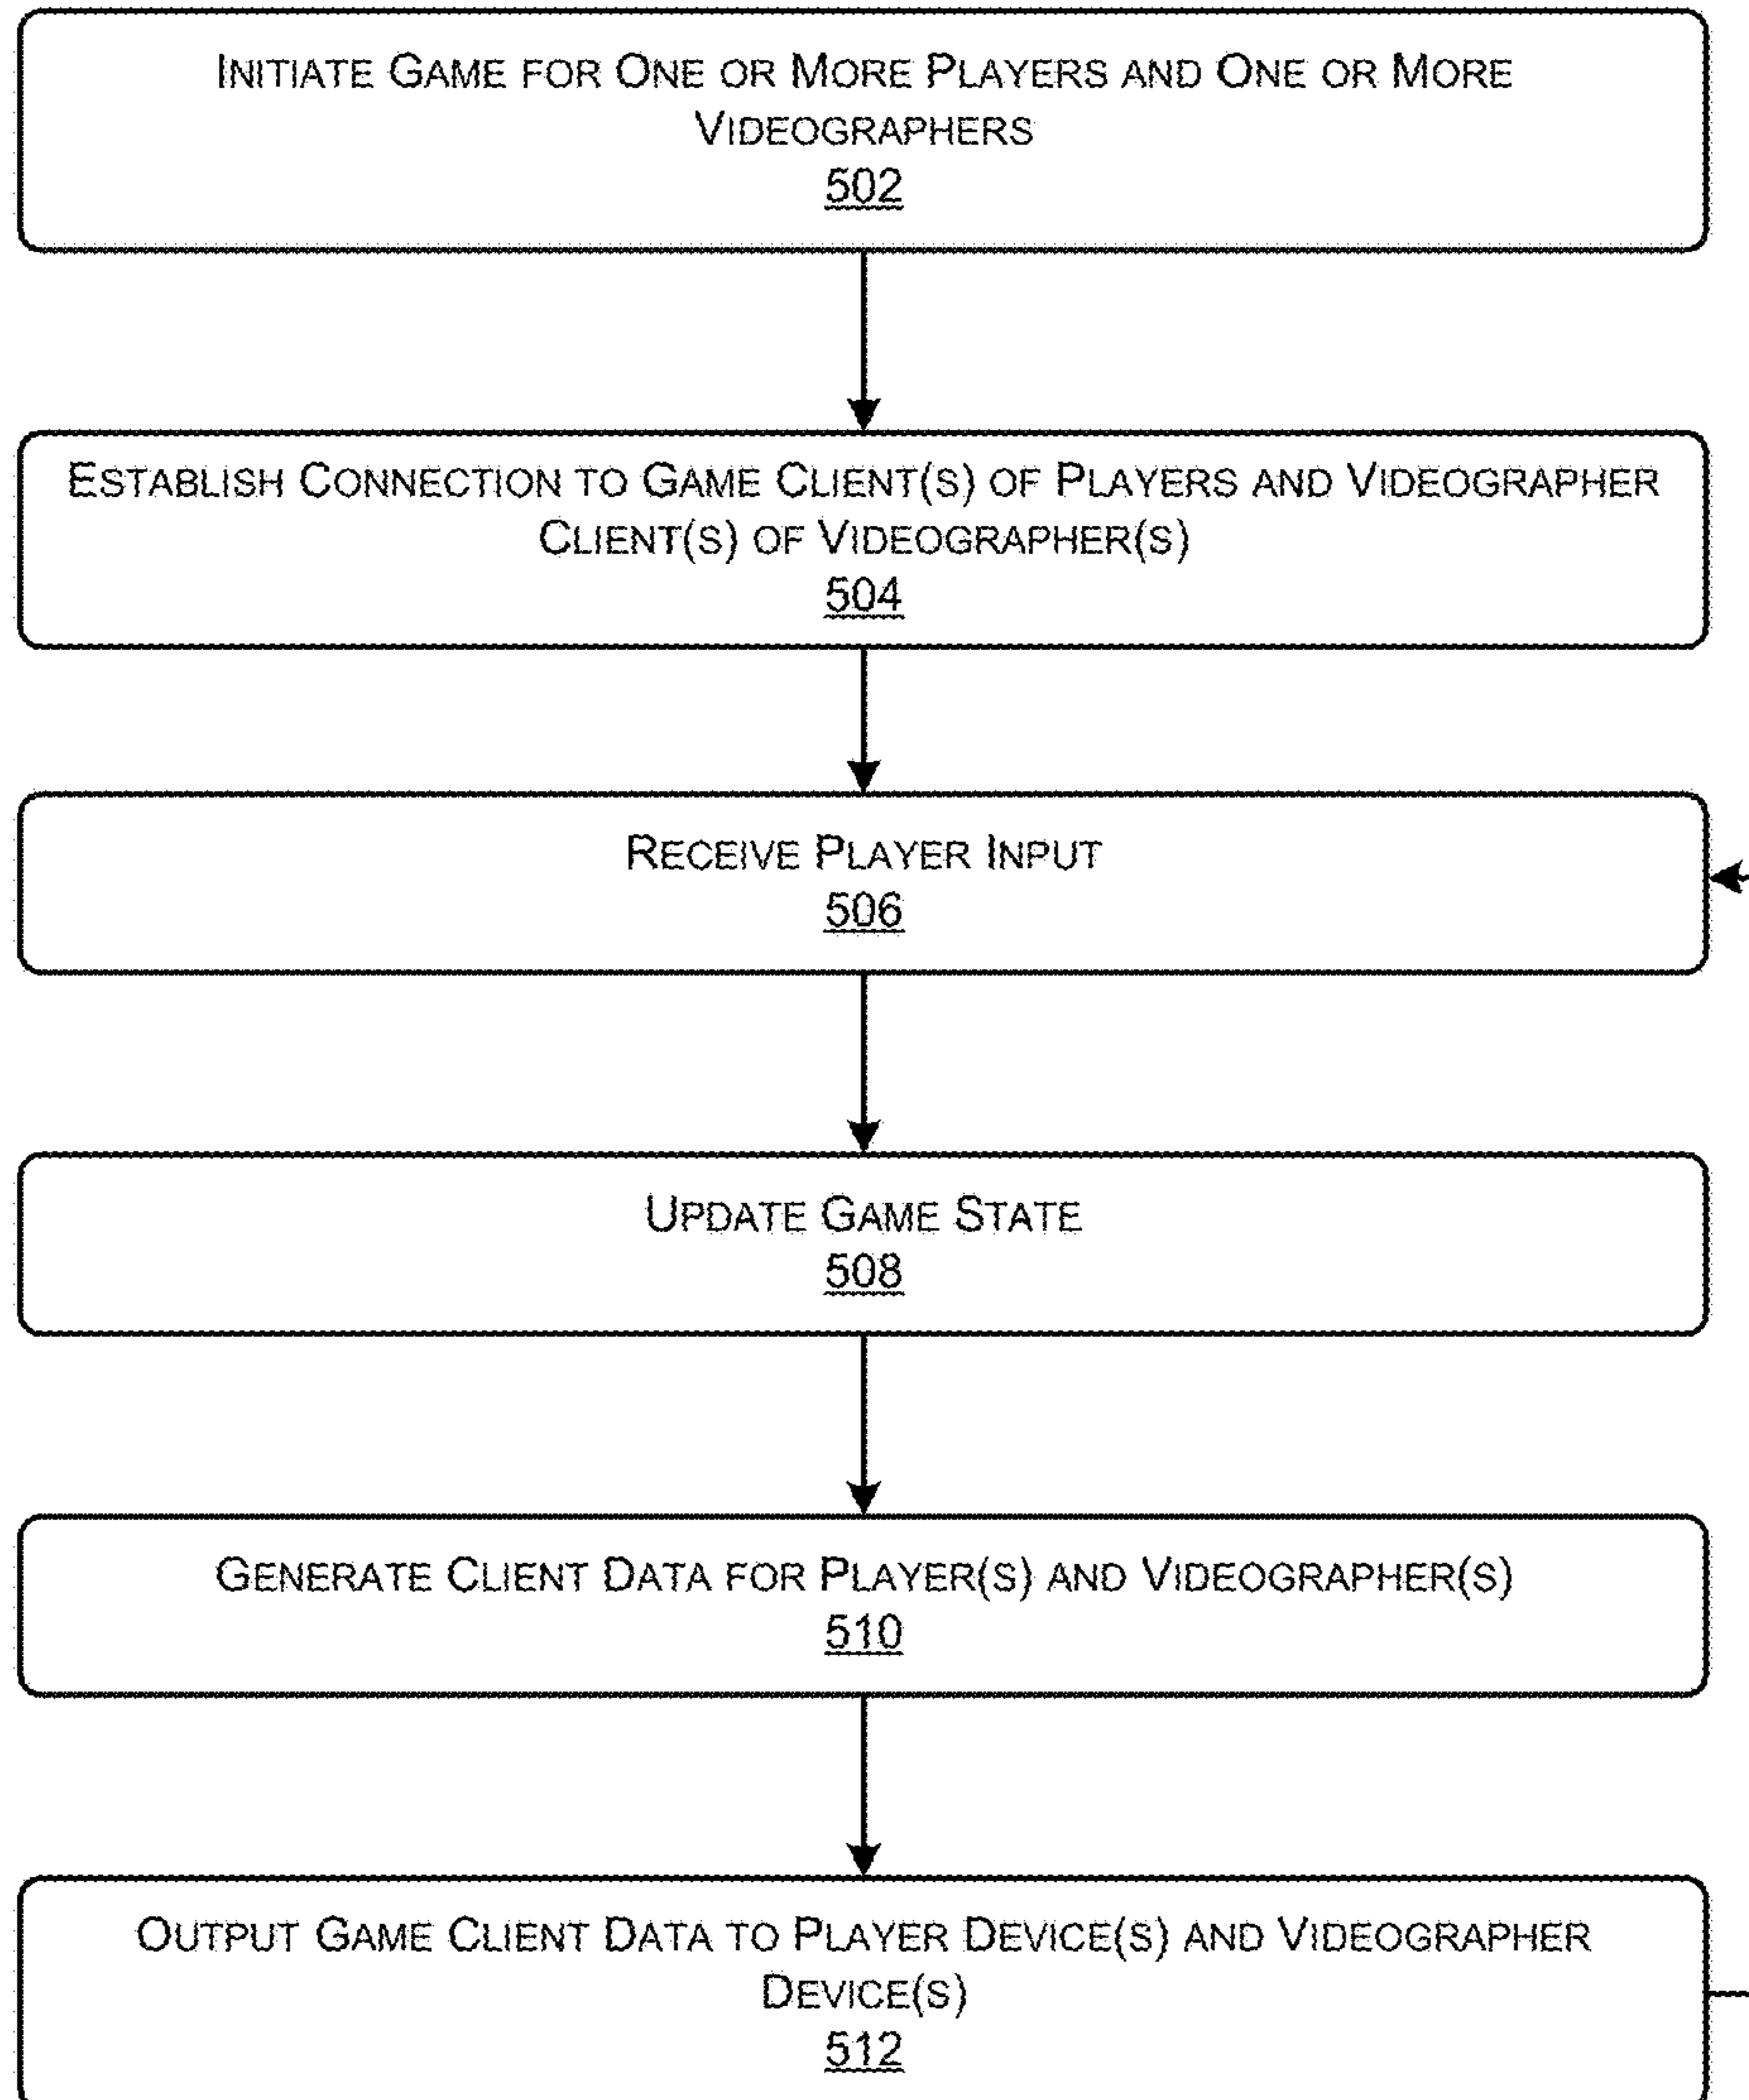 INITIATE GAME FOR ONE OR MORE PLAYERS AND ONE OR MORE
VIDEOGRAPHERS
502
ESTABLISH CONNECTION TO GAME CLIENT(S) OF PLAYERS AND VIDEOGRAPHER
CLIENT(S) OF VIDEOGRAPHER(S)
504
RECEIVE PLAYER INPUT
506
UPDATE GAME STATE
508
GENERATE CLIENT DATA FOR PLAYER(S) AND VIDEOGRAPHER(S)
510
OUTPUT GAME CLIENT DATA TO PLAYER DEVICE(S) AND VIDEOGRAPHER
DEVICE(S)
512